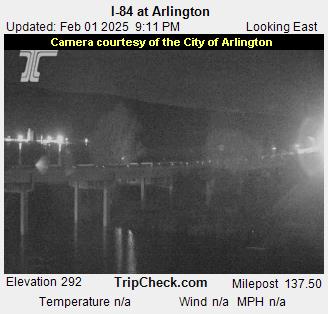 I-84 at Arlington
Updated: Feb 01 2025 9:11 PM Looking East
Camera courtesy of the City of Arlington
Elevation 292 TripCheck.com Milepost 137.50
Temperature n/a Wind n/a MPH n/a